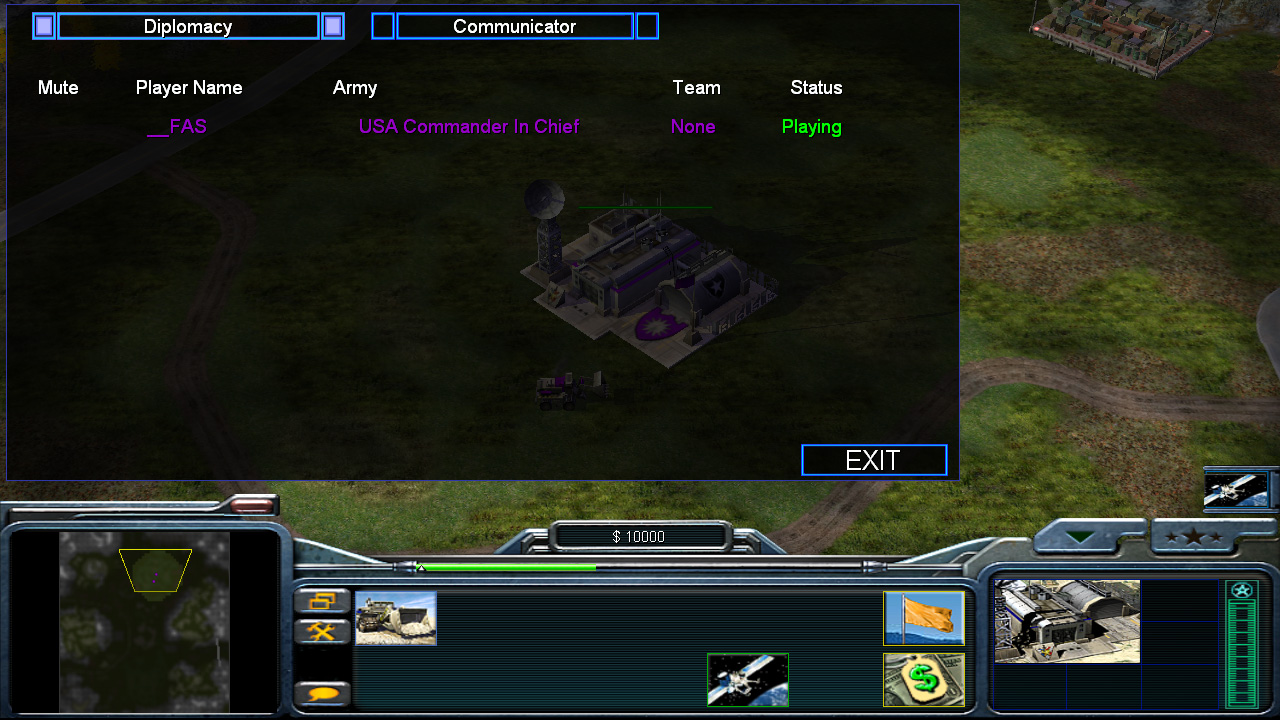 Diplomacy Communicator
Mute Player Name Army Team Status
__FAS USA Commander In Chief None Playing
EXIT
$ 10000